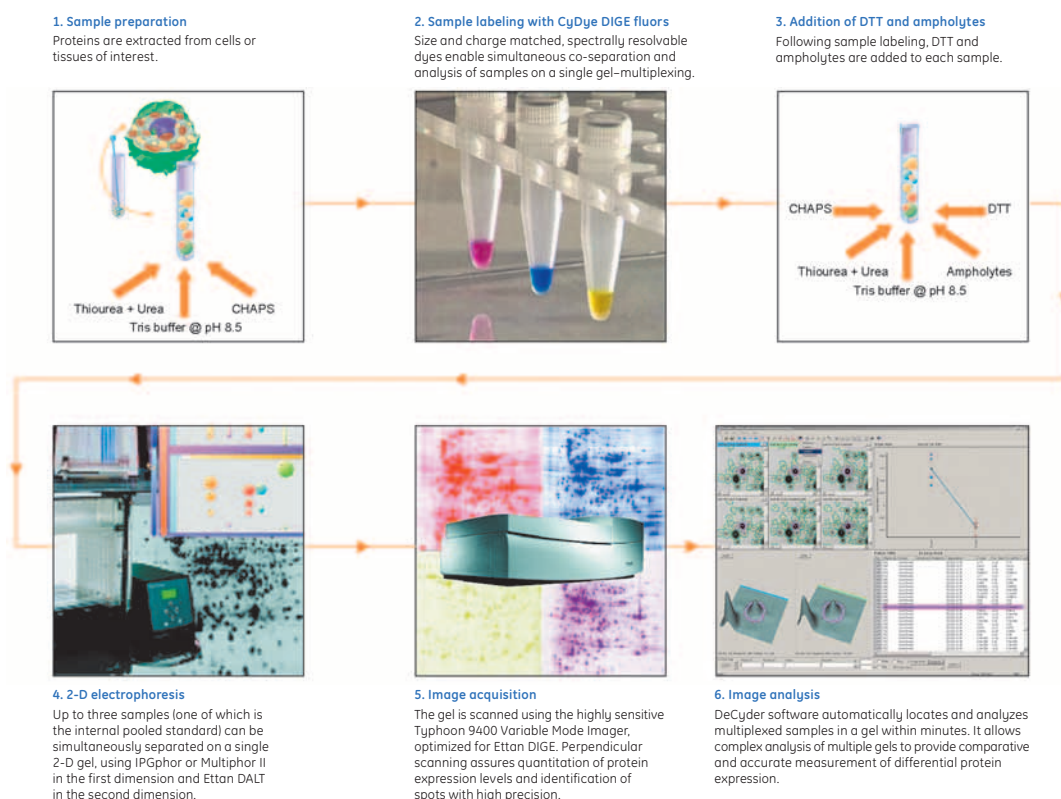 1. Sample preparation
Proteins are extracted from cells or
tissues of interest.
2. Sample labeling with CyDye DIGE fluors
Size and charge matched, spectrally resolvable
dyes enable simultaneous co-separation and
analysis of samples on a single gel–multiplexing.
3. Addition of DTT and ampholytes
Following sample labeling, DTT and
ampholytes are added to each sample.
Thiourea + Urea
CHAPS
Tris buffer @ pH 8.5
CHAPS
DTT
Thiourea + Urea
Ampholytes
Tris buffer @ pH 8.5
4. 2-D electrophoresis
Up to three samples (one of which is
the internal pooled standard) can be
simultaneously separated on a single
2-D gel, using IPGphor or Multiphor II
in the first dimension and Ettan DALT
in the second dimension.
5. Image acquisition
The gel is scanned using the highly sensitive
Typhoon 9400 Variable Mode Imager,
optimized for Ettan DIGE. Perpendicular
scanning assures quantitation of protein
expression levels and identification of
spots with high precision.
6. Image analysis
DeCyder software automatically locates and analyzes
multiplexed samples in a gel within minutes. It allows
complex analysis of multiple gels to provide comparative
and accurate measurement of differential protein
expression.